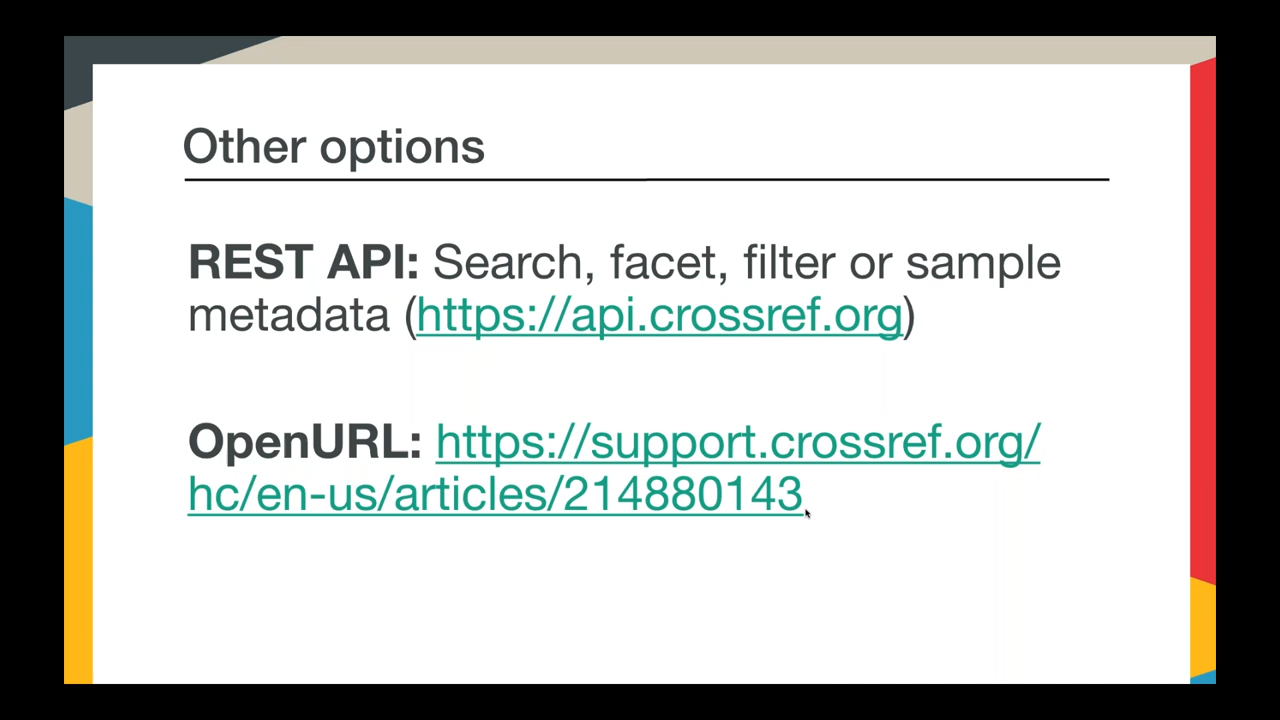 Other options
REST API: Search, facet, filter or sample
metadata (https://api.crossref.org)
OpenURL: https://support.crossref.org/
hc/en-us/articles/214880143